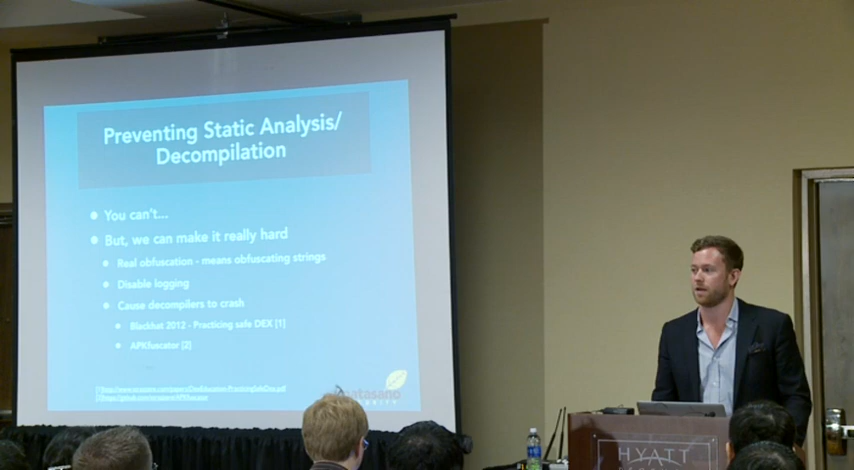 Preventing Static Analysis/
Decompilation
You can't...
But, we can make it really hard
Real obfuscation - means obfuscating strings
Disable logging
Cause decompilers to crash
Blackhat 2012 - Practicing safe DEX [1]
APKfuscator [2]
matasano
HYATT